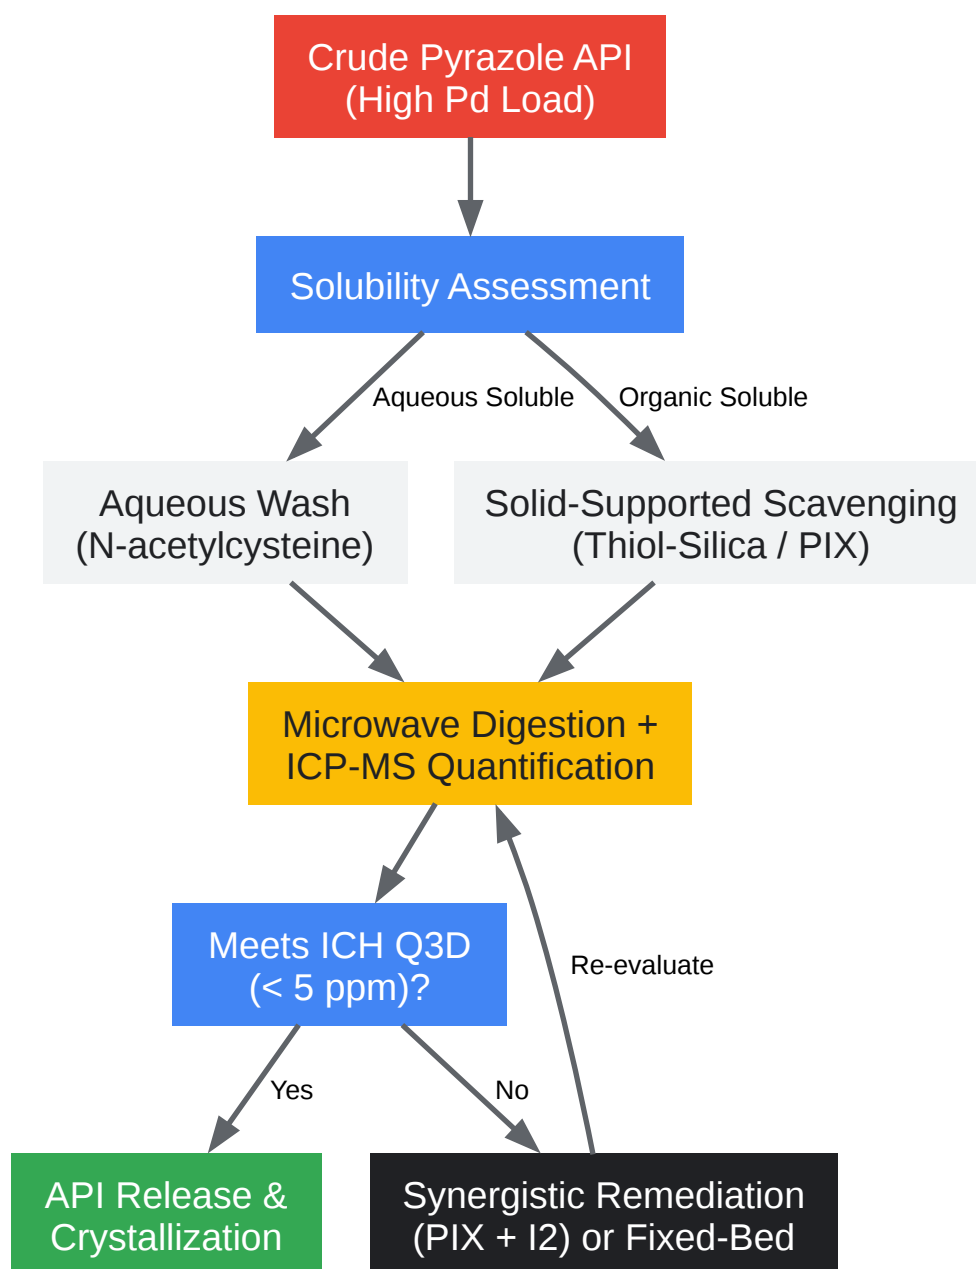 Crude Pyrazole API
(High Pd Load)
Solubility Assessment
Aqueous Soluble
Organic Soluble
Aqueous Wash
(N-acetylcysteine)
Solid-Supported Scavenging
(Thiol-Silica / PIX)
Microwave Digestion +
ICP-MS Quantification
Meets ICH Q3D
(< 5 ppm)?
Re-evaluate
Yes
No
API Release &
Crystallization
Synergistic Remediation
(PIX + I2) or Fixed-Bed